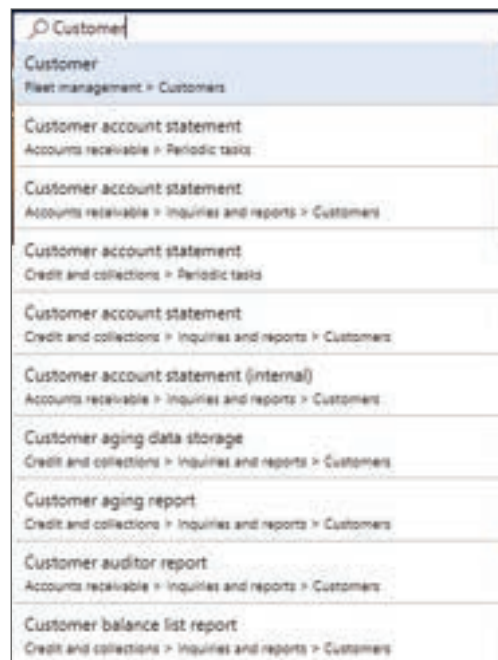 Customer
Customer
Fleet management > Customers
Customer account statement
Accounts receivable > Periodic tasks
Customer account statement
Accounts receivable > Inquiries and reports > Customers
Customer account statement
Credit and collections > Periodic tasks
Customer account statement
Credit and collections > Inquiries and reports > Customers
Customer account statement (internal)
Accounts receivable > Inquiries and reports > Customers
Customer aging data storage
Credit and collections > Inquiries and reports > Customers
Customer aging report
Credit and collections > Inquiries and reports > Customers
Customer auditor report
Accounts receivable > Inquiries and reports > Customers
Customer balance list report
Credit and collections > Inquiries and reports > Customers